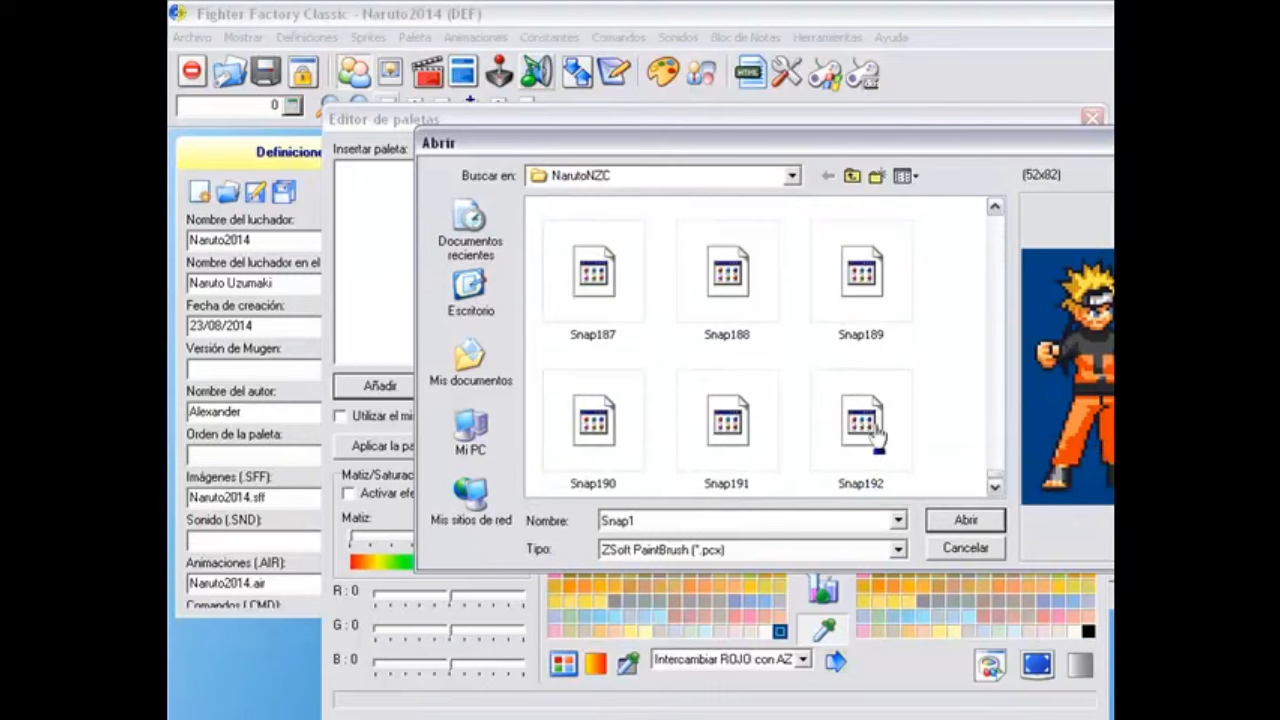 Fighter Factory Classic - Naruto2014 (DEF)
Archivo Mostrar Definiciones Sprites Paleta Animaciones Constantes Comandos Sonidos Bloc de Notas Herramientas Ayuda
HTML
0
Editor de paletas
Definicione
Insertar paleta:
Abrir
Buscar en: NarutoNZC
(52x82)
Nombre del luchador:
Naruto2014
Nombre del luchador en el
Naruto Uzumaki
Fecha de creación:
23/08/2014
Versión de Mugen:
Nombre del autor:
Alexander
Orden de la paleta:
Imágenes (.SFF):
Naruto2014.sff
Sonido (.SND):
Animaciones (.AIR):
Naruto2014.air
Comandos (.CMD):
Añadir
Utilizar el mi
Aplicar la pa
Matiz/Saturac
Activar efe
Matiz:
R : 0
G : 0
B : 0
Documentos
recientes
Escritorio
Mis documentos
Mi PC
Mis sitios de red
Snap187 Snap188 Snap189
Snap190 Snap191 Snap192
Nombre: Snap1 Abrir
Tipo: ZSoft PaintBrush (*.pcx) Cancelar
Intercambiar ROJO con AZ